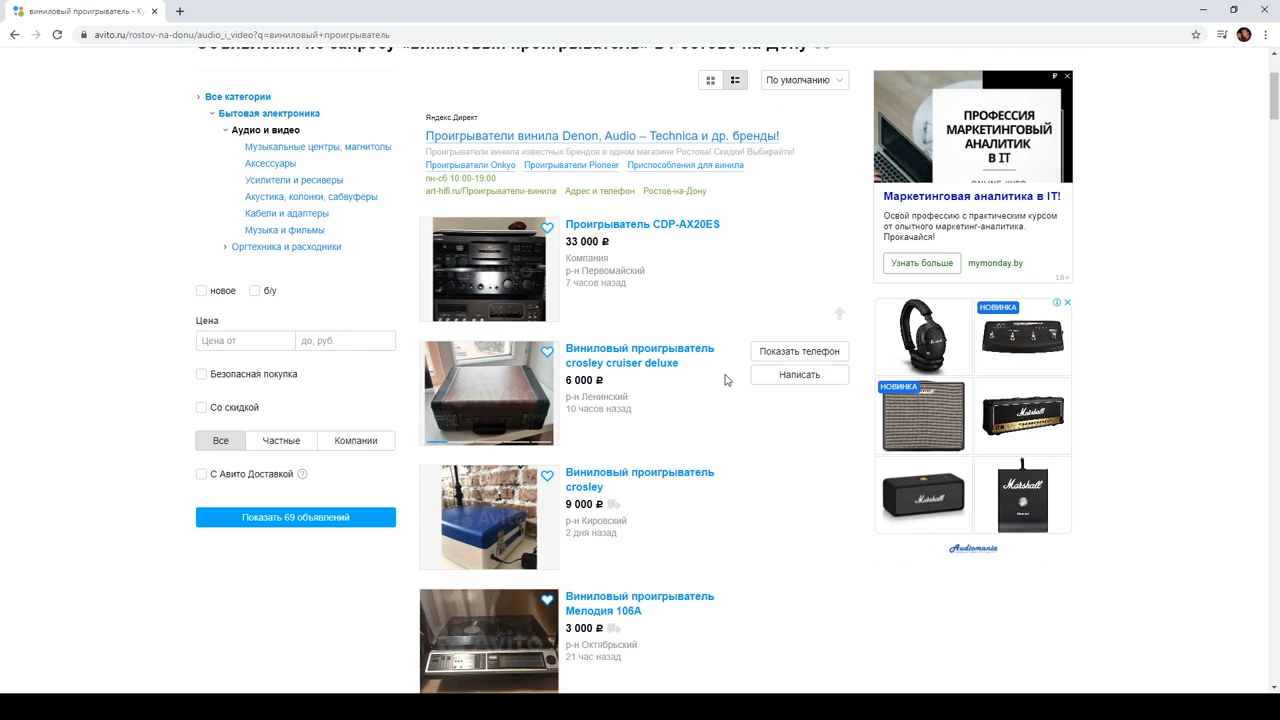 виниловый проигрыватель - Ку
avito.ru/rostov-na-donu/audio_i_video?q=виниловый+проигрыватель
Объявления по запросу «виниловый проигрыватель» в Ростове-на-Дону 69
Все категории
Бытовая электроника
Аудио и видео
Музыкальные центры, магнитолы
Аксессуары
Усилители и ресиверы
Акустика, колонки, сабвуферы
Кабели и адаптеры
Музыка и фильмы
Оргтехника и расходники
новое
б/у
Цена
Цена от
до, руб.
Безопасная покупка
Со скидкой
Все
Частные
Компании
С Авито Доставкой ?
Показать 69 объявлений
По умолчанию
Яндекс.Директ
Проигрыватели винила Denon, Audio – Technica и др. бренды!
Проигрыватели винила известных брендов в одном магазине Ростова! Скидки! Выбирайте!
Проигрыватели Onkyo Проигрыватели Pioneer Приспособления для винила
пн-сб 10:00-19:00
art-hifi.ru/Проигрыватели-винила Адрес и телефон Ростов-на-Дону
Проигрыватель CDP-AX20ES
33 000 ₽
Компания
р-н Первомайский
7 часов назад
Виниловый проигрыватель
crosley cruiser deluxe
6 000 ₽
р-н Ленинский
10 часов назад
Показать телефон
Написать
Виниловый проигрыватель
crosley
9 000 ₽
р-н Кировский
2 дня назад
Виниловый проигрыватель
Мелодия 106А
3 000 ₽
р-н Октябрьский
21 час назад
ПРОФЕССИЯ
МАРКЕТИНГОВЫЙ
АНАЛИТИК
В IT
Маркетинговая аналитика в IT!
Освой профессию с практическим курсом
от опытного маркетинг-аналитика.
Прокачайся!
Узнать больше
mymonday.by
18+
НОВИНКА
НОВИНКА
Marshall
Marshall
Marshall
Audiomania